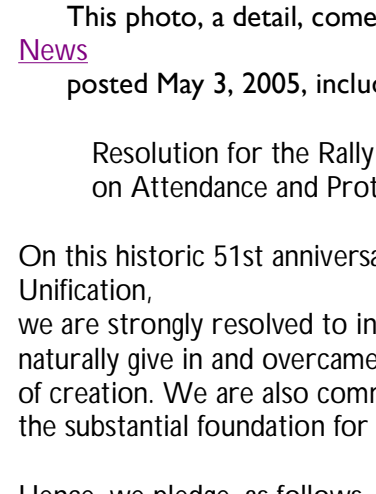 This photo, a detail, come
News
posted May 3, 2005, inclu
Resolution for the Rally
on Attendance and Prot
On this historic 51st anniversa
Unification,
we are strongly resolved to in
naturally give in and overcame
of creation. We are also comm
the substantial foundation for
Hence, we pledge, as follows